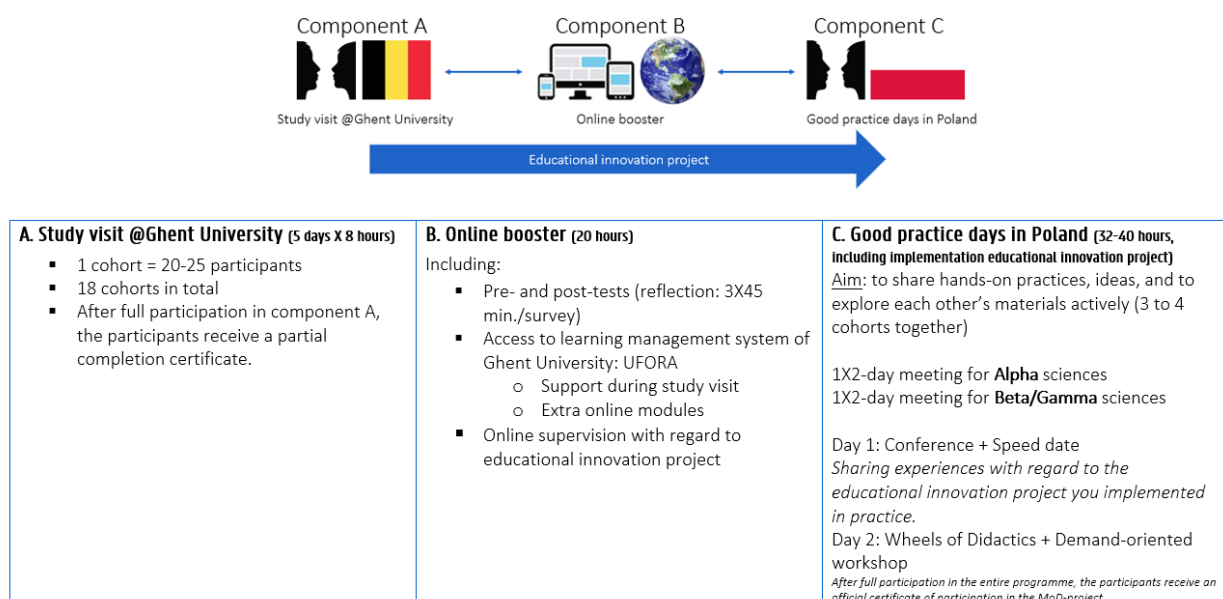 Component A
Component B
Component C
Study visit @Ghent University
Online booster
Good practice days in Poland
Educational innovation project
A. Study visit @Ghent University (5 days X 8 hours)
▪ 1 cohort = 20-25 participants
▪ 18 cohorts in total
▪ After full participation in component A,
the participants receive a partial
completion certificate.
B. Online booster (20 hours)
Including:
▪ Pre- and post-tests (reflection: 3X45
min./survey)
▪ Access to learning management system of
Ghent University: UFORA
o Support during study visit
o Extra online modules
▪ Online supervision with regard to
educational innovation project
C. Good practice days in Poland (32-40 hours,
including implementation educational innovation project)
Aim: to share hands-on practices, ideas, and to
explore each other's materials actively (3 to 4
cohorts together)
1X2-day meeting for Alpha sciences
1X2-day meeting for Beta/Gamma sciences
Day 1: Conference + Speed date
Sharing experiences with regard to the
educational innovation project you implemented
in practice.
Day 2: Wheels of Didactics + Demand-oriented
workshop
After full participation in the entire programme, the participants receive an
official certificate of participation in the MoD-project